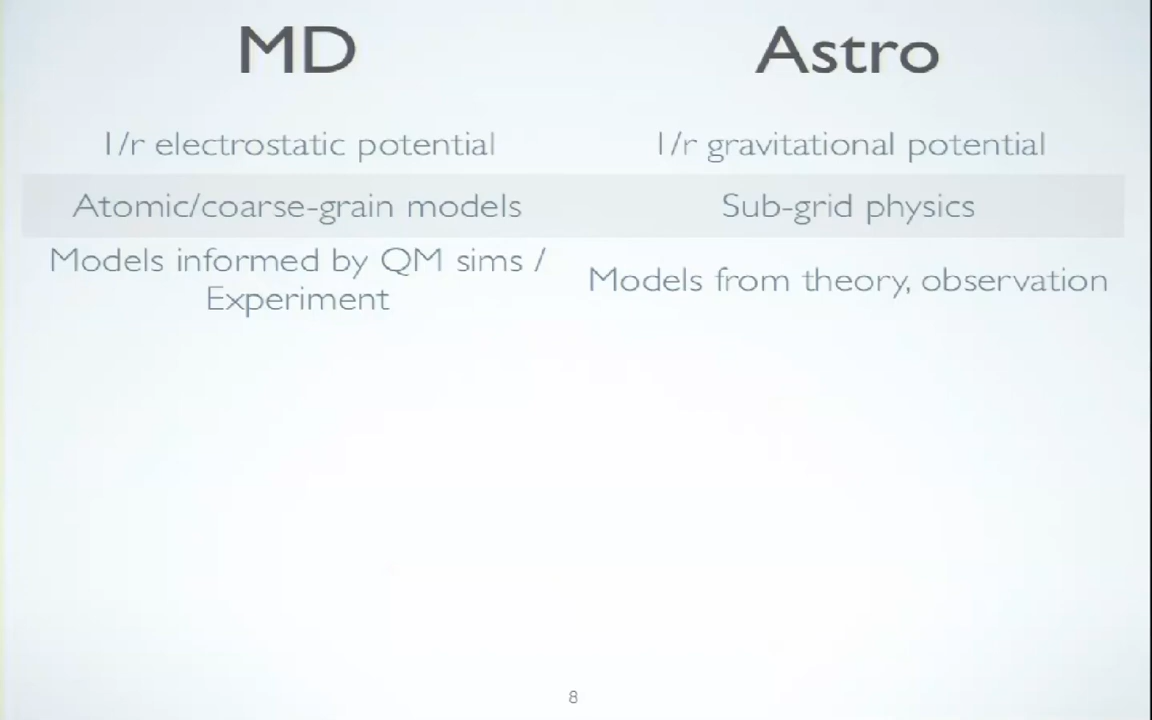 MD
Astro
1/r electrostatic potential
1/r gravitational potential
Atomic/coarse-grain models
Sub-grid physics
Models informed by QM sims /
Experiment
Models from theory, observation
8